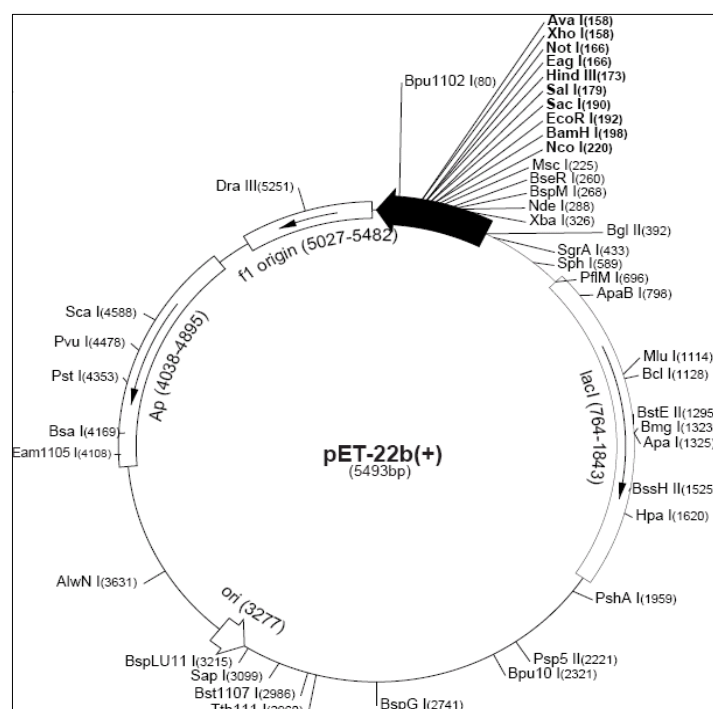 Ava I(158)
Xho I(158)
Not I(166)
Eag I(166)
Hind III(173)
Sal I(179)
Sac I(190)
EcoR I(192)
BamH I(198)
Nco I(220)
Bpu1102 I(80)
Msc I(225)
BseR I(260)
BspM I(268)
Nde I(288)
Xba I(326)
Bgl II(392)
SgrA I(433)
Sph I(589)
PflM I(696)
ApaB I(798)
Dra III(5251)
f1 origin (5027-5482)
Sca I(4588)
Pvu I(4478)
Pst I(4353)
Bsa I(4169)
Eam1105 I(4108)
Ap (4038-4895)
lacI (764-1843)
Mlu I(1114)
Bcl I(1128)
BstE II(1295
Bmg I(1323
Apa I(1325)
BssH II(1525
Hpa I(1620)
pET-22b(+)
(5493bp)
AlwN I(3631)
ori (3277)
PshA I(1959)
Psp5 II(2221)
Bpu10 I(2321)
BspLU11 I(3215)
Sap I(3099)
Bst1107 I(2986)
BspG I(2741)